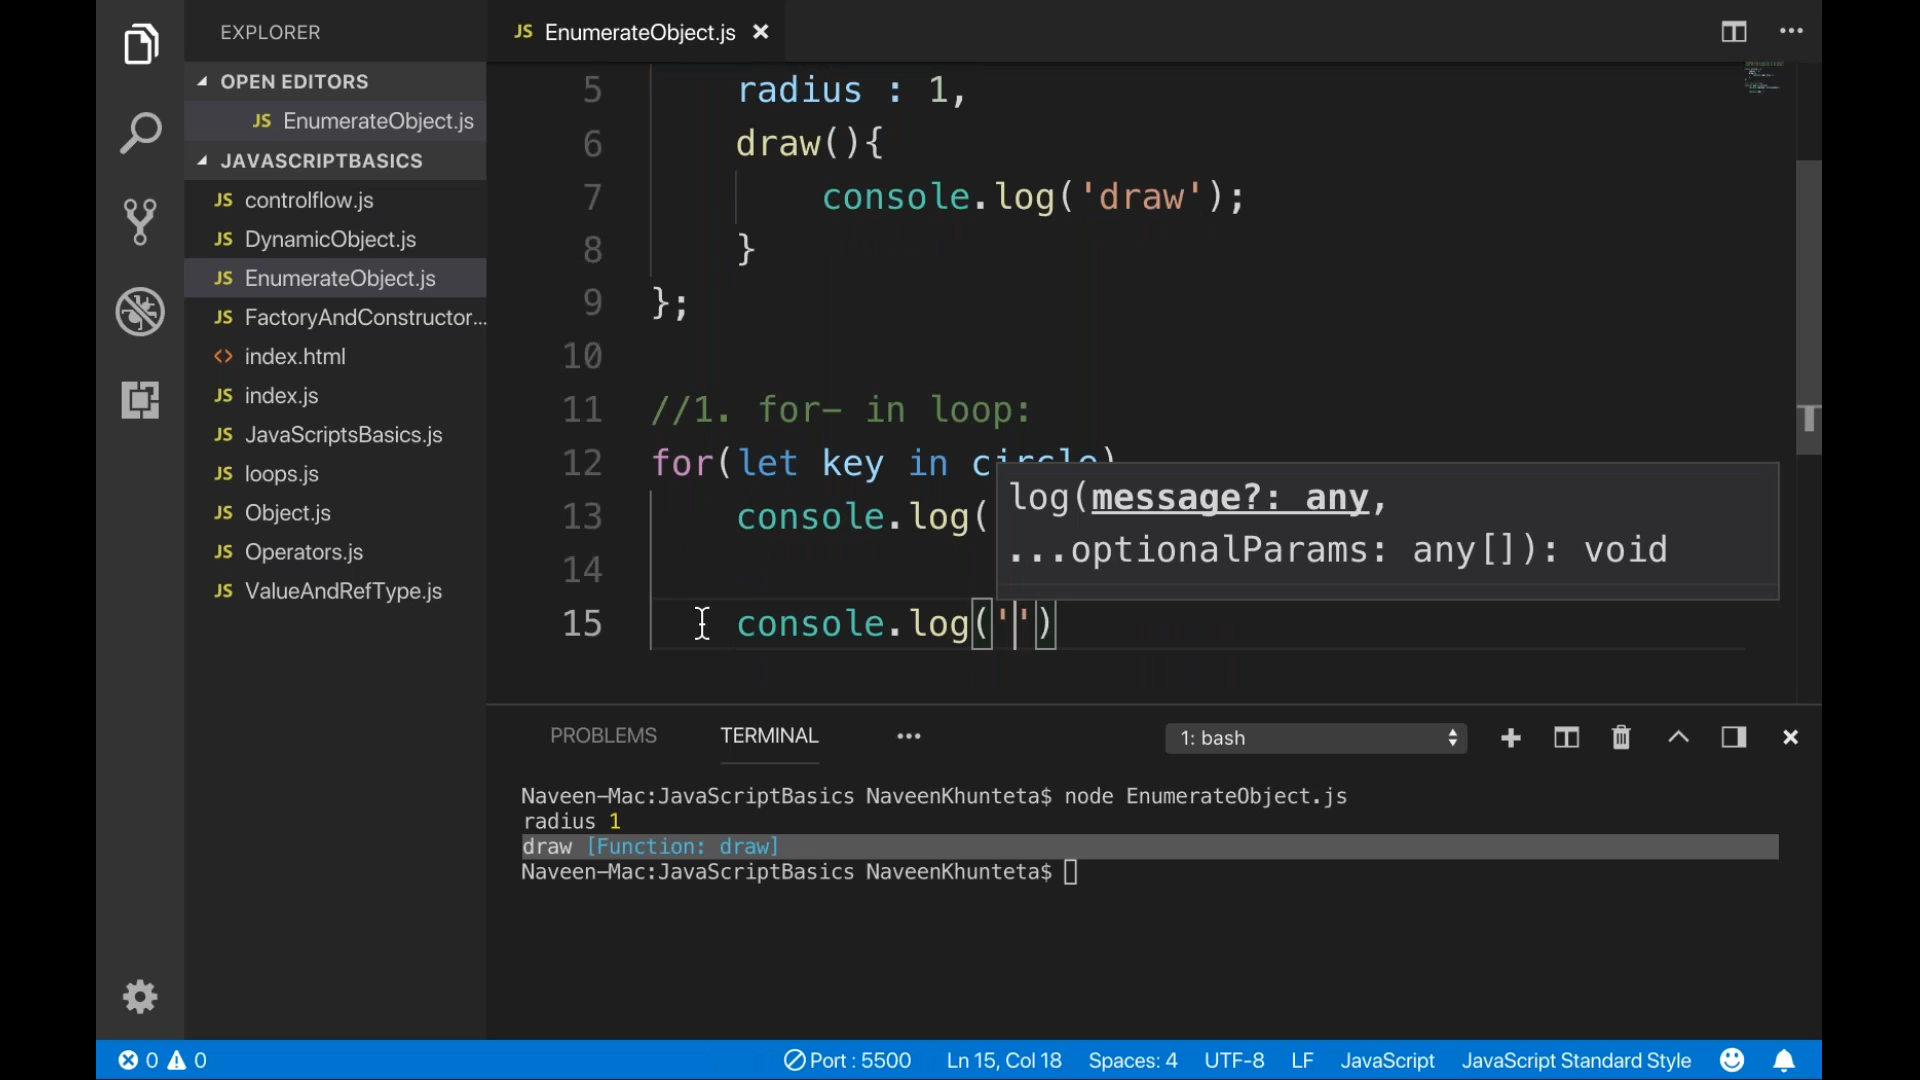 EXPLORER
OPEN EDITORS
JS EnumerateObject.js
JAVASCRIPTBASICS
JS controlflow.js
JS DynamicObject.js
JS EnumerateObject.js
JS FactoryAndConstructor...
<> index.html
JS index.js
JS JavaScriptsBasics.js
JS loops.js
JS Object.js
JS Operators.js
JS ValueAndRefType.js
JS EnumerateObject.js
5 radius : 1,
6 draw(){
7 console.log('draw');
8 }
9 };
10
11 //1. for- in loop:
12 for(let key in circle)
13 console.log(
14
15 console.log('')
log(message?: any,
...optionalParams: any[]): void
PROBLEMS TERMINAL ••• 1: bash
Naveen-Mac:JavaScriptBasics NaveenKhunteta$ node EnumerateObject.js
radius 1
draw [Function: draw]
Naveen-Mac:JavaScriptBasics NaveenKhunteta$
0 0 Port : 5500 Ln 15, Col 18 Spaces: 4 UTF-8 LF JavaScript JavaScript Standard Style